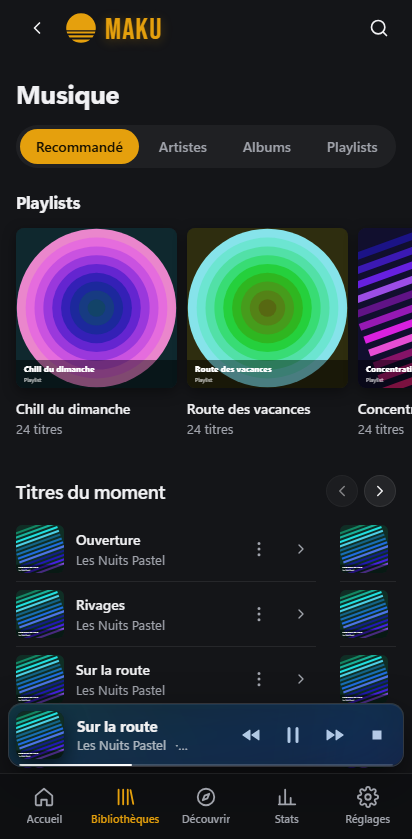 MAKU
Musique
Recommandé Artistes Albums Playlists
Playlists
Chill du dimanche
Playlist
Route des vacances
Playlist
Playlist
Chill du dimanche
24 titres
Route des vacances
24 titres
24 titres
Titres du moment
Ouverture
Les Nuits Pastel
Rivages
Les Nuits Pastel
Sur la route
Les Nuits Pastel
Sur la route
Les Nuits Pastel ·...
Accueil Bibliothèques Découvrir Stats Réglages